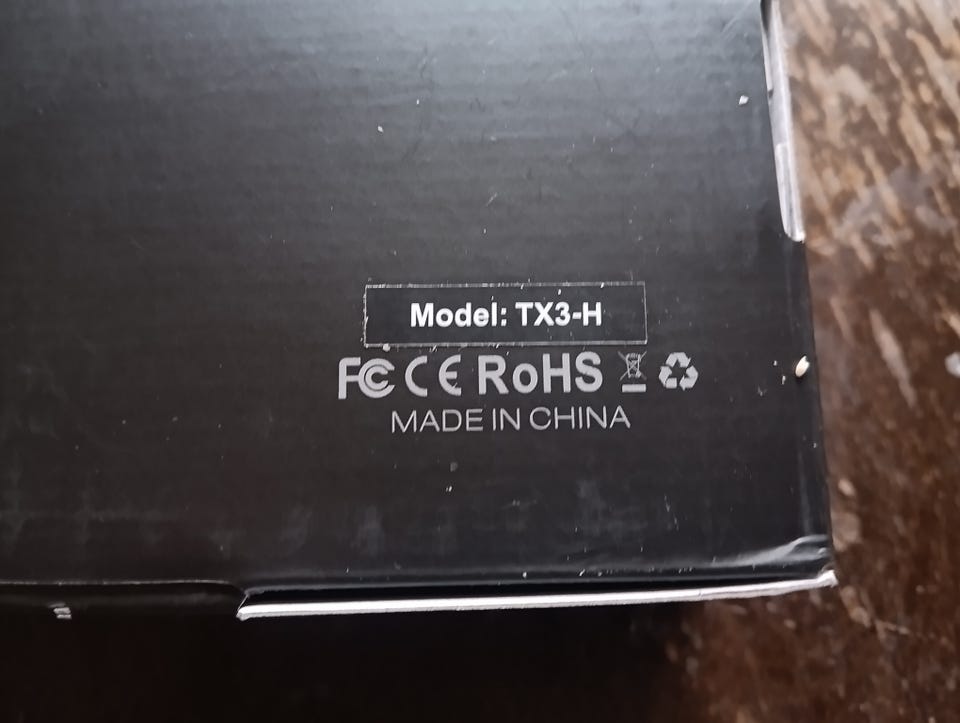 Model: TX3-H
FC CE RoHS
MADE IN CHINA